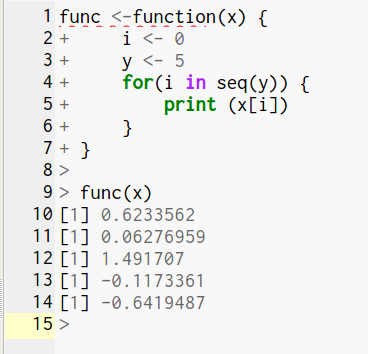 1 func <-function(x) {
2 +     i <- 0
3 +     y <- 5
4 +     for(i in seq(y)) {
5 +         print (x[i])
6 +     }
7 + }
8 >
9 > func(x)
10 [1] 0.6233562
11 [1] 0.06276959
12 [1] 1.491707
13 [1] -0.1173361
14 [1] -0.6419487
15 >